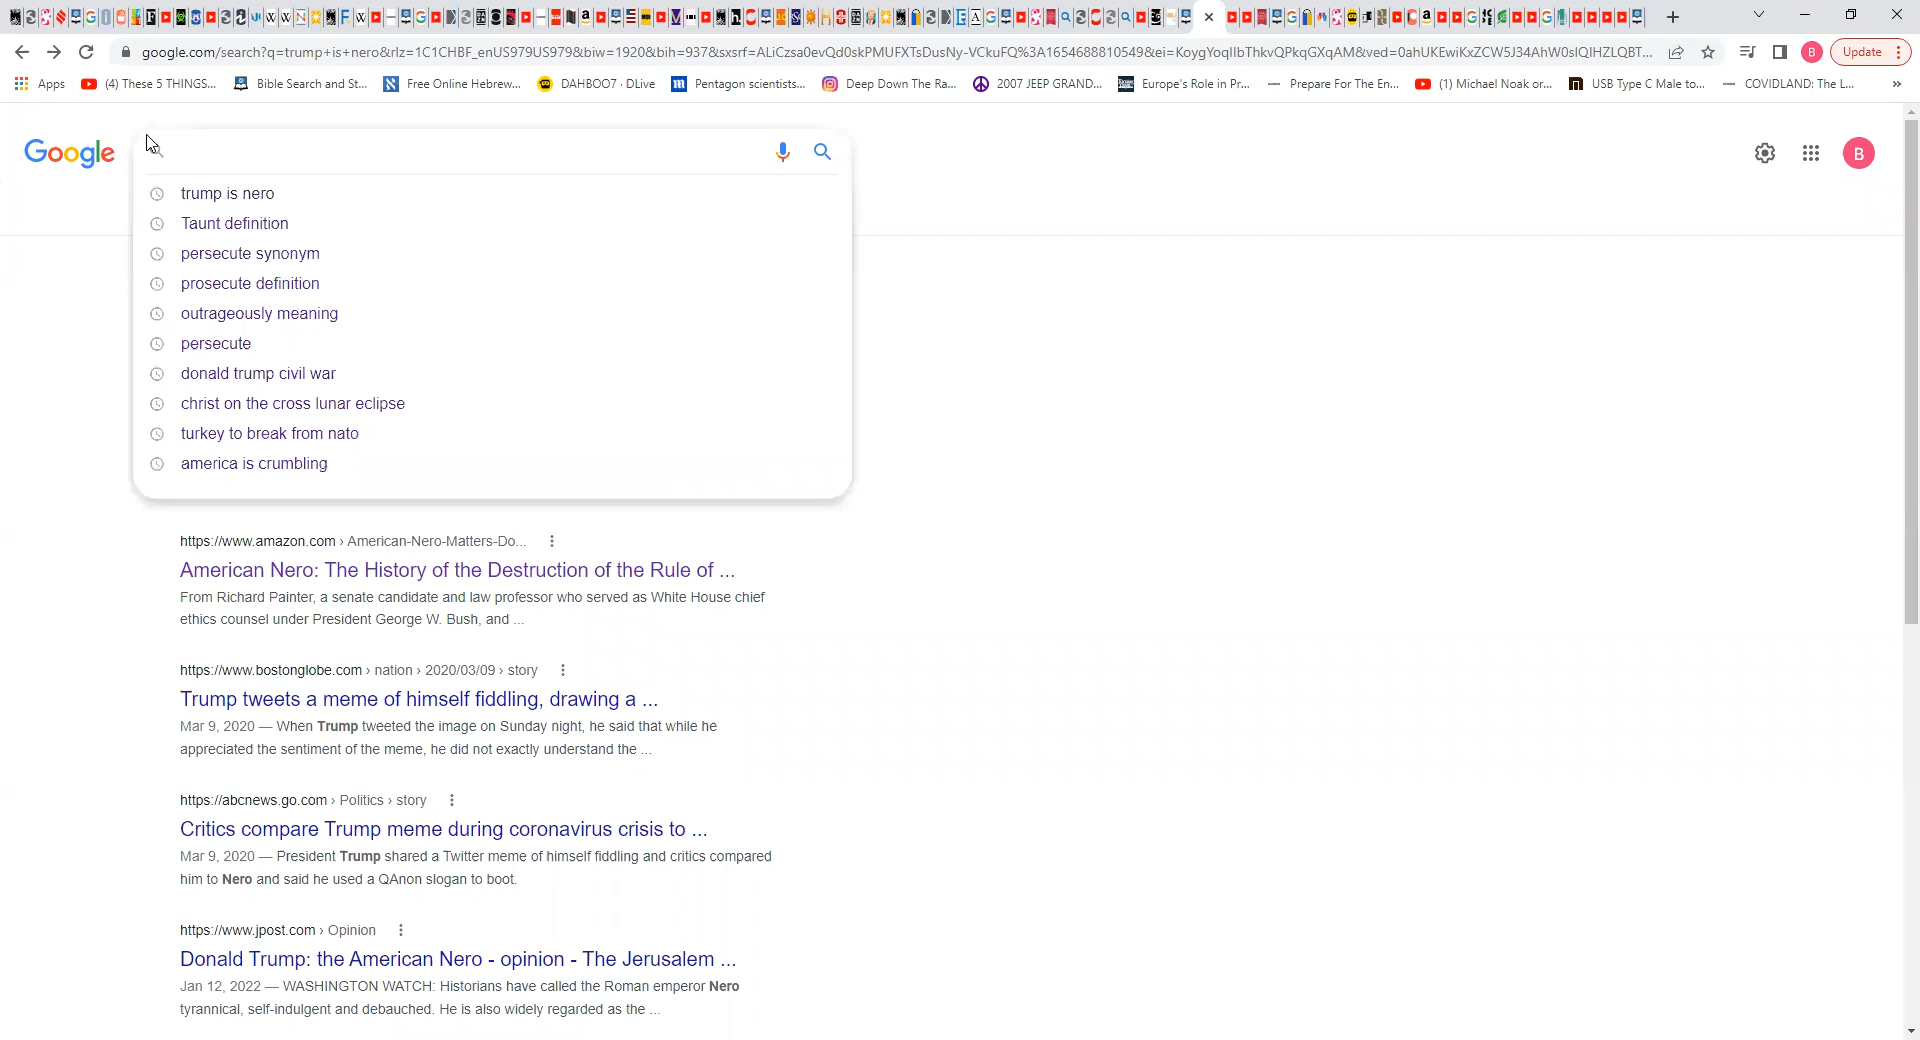 google.com/search?q=trump+is+nero&rlz=1C1CHBF_enUS979US979&biw=1920&bih=937&sxsrf=ALiCzsa0evQd0skPMUFXTsDusNy-VCkuFQ%3A1654688810549&ei=KoygYoqIIbThkvQPkqGXqAM&ved=0ahUKEwiKxZCW5J34AhW0sIQIHZLQBT...
Update
Apps
(4) These 5 THINGS...
Bible Search and St...
Free Online Hebrew...
DAHBOO7 · DLive
Pentagon scientists...
Deep Down The Ra...
2007 JEEP GRAND...
Europe's Role in Pr...
Prepare For The En...
(1) Michael Noak or...
USB Type C Male to...
COVIDLAND: The L...
»
Google
B
trump is nero
Taunt definition
persecute synonym
prosecute definition
outrageously meaning
persecute
donald trump civil war
christ on the cross lunar eclipse
turkey to break from nato
america is crumbling
https://www.amazon.com › American-Nero-Matters-Do...
American Nero: The History of the Destruction of the Rule of ...
From Richard Painter, a senate candidate and law professor who served as White House chief
ethics counsel under President George W. Bush, and ...
https://www.bostonglobe.com › nation › 2020/03/09 › story
Trump tweets a meme of himself fiddling, drawing a ...
Mar 9, 2020 — When Trump tweeted the image on Sunday night, he said that while he
appreciated the sentiment of the meme, he did not exactly understand the ...
https://abcnews.go.com › Politics › story
Critics compare Trump meme during coronavirus crisis to ...
Mar 9, 2020 — President Trump shared a Twitter meme of himself fiddling and critics compared
him to Nero and said he used a QAnon slogan to boot.
https://www.jpost.com › Opinion
Donald Trump: the American Nero - opinion - The Jerusalem ...
Jan 12, 2022 — WASHINGTON WATCH: Historians have called the Roman emperor Nero
tyrannical, self-indulgent and debauched. He is also widely regarded as the ...